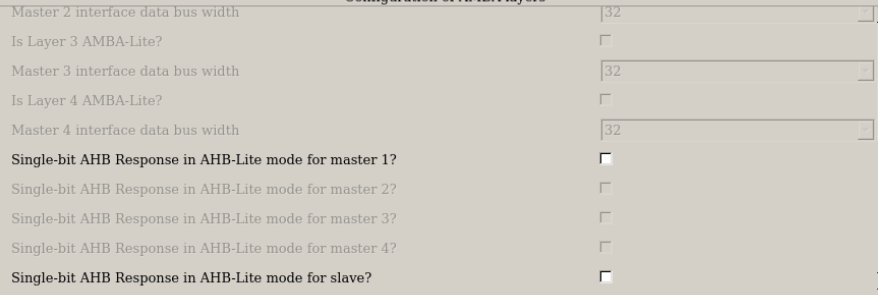 Configuration of AMBA layers
Master 2 interface data bus width 32
Is Layer 3 AMBA-Lite?
Master 3 interface data bus width 32
Is Layer 4 AMBA-Lite?
Master 4 interface data bus width 32
Single-bit AHB Response in AHB-Lite mode for master 1?
Single-bit AHB Response in AHB-Lite mode for master 2?
Single-bit AHB Response in AHB-Lite mode for master 3?
Single-bit AHB Response in AHB-Lite mode for master 4?
Single-bit AHB Response in AHB-Lite mode for slave?